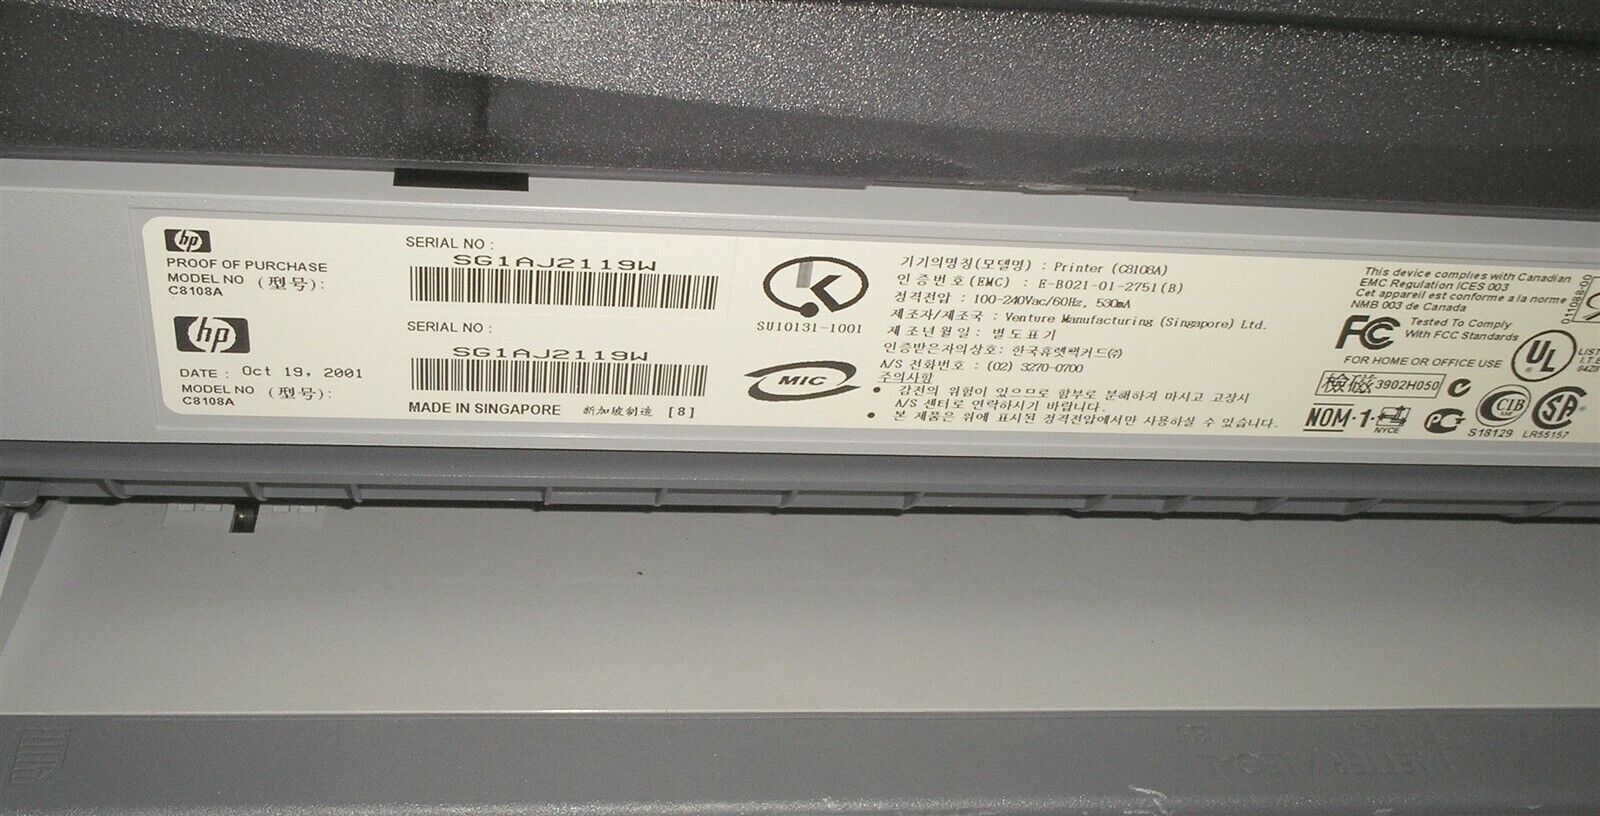 hp
PROOF OF PURCHASE
MODEL NO (型号):
C8108A
SERIAL NO :
SG1AJ2119W
hp
DATE : Oct 19, 2001
MODEL NO (型号):
C8108A
SERIAL NO :
SG1AJ2119W
MADE IN SINGAPORE 新加坡制造 [8]
SU10131-1001
MIC
기기의명칭(모델명) : Printer (C8108A)
인증번호(EMC) : E-B021-01-2751(B)
정격전압 : 100-240Vac/60Hz, 530mA
제조자/제조국 : Venture Manufacturing (Singapore) Ltd.
제조년월일 : 별도표기
인증받은자의상호: 한국휴렛팩커드㈜
A/S 전화번호 : (02) 3270-0700
주의사항
• 감전의 위험이 있으므로 함부로 분해하지 마시고 고장시
A/S 센터로 연락하시기 바랍니다.
• 본 제품은 위에 표시된 정격전압에서만 사용하실 수 있습니다.
This device complies with Canadian
EMC Regulation ICES 003
Cet appareil est conforme a la norme
NMB 003 de Canada
FC Tested To Comply
With FCC Standards
FOR HOME OR OFFICE USE
UL
檢磁 3902H050
NOM·1·
NYCE
PC
CIB
S18129
SA
LR55157